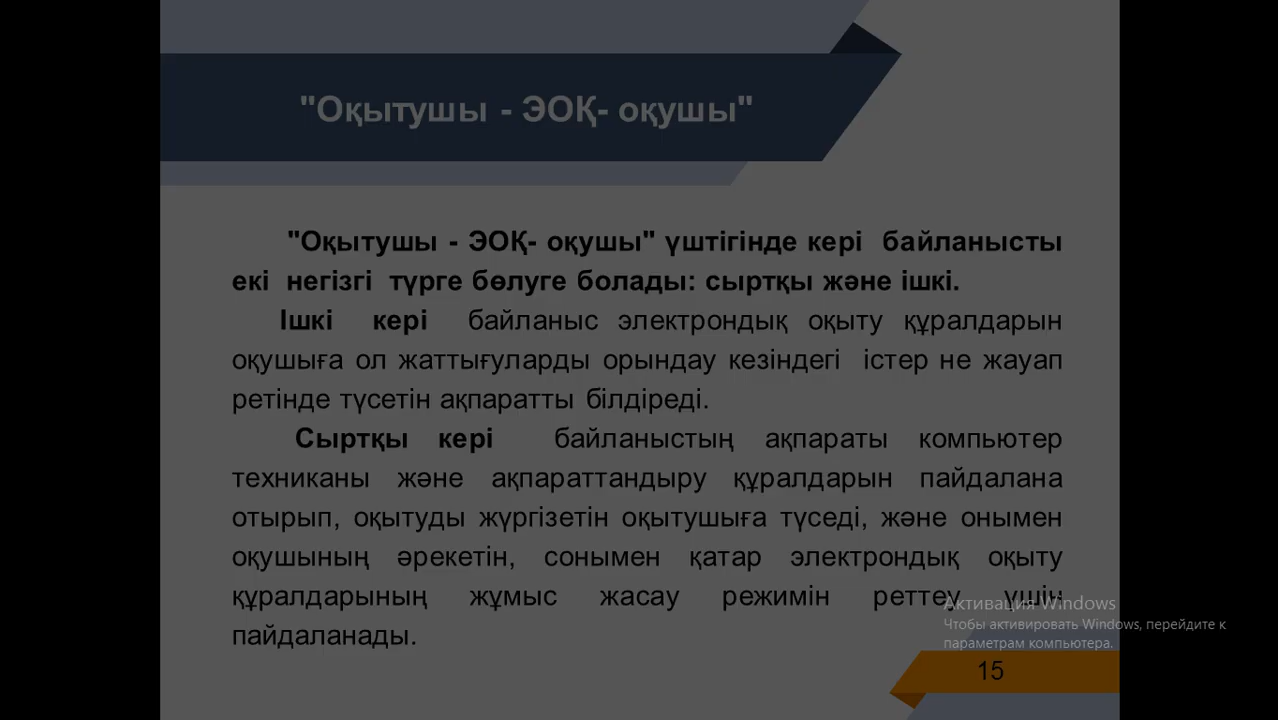 "Оқытушы - ЭОҚ- оқушы"
"Оқытушы - ЭОҚ- оқушы" үштігінде кері байланысты
екі негізгі түрге бөлуге болады: сыртқы және ішкі.
Ішкі кері байланыс электрондық оқыту құралдарын
оқушыға ол жаттығуларды орындау кезіндегі істер не жауап
ретінде түсетін ақпаратты білдіреді.
Сыртқы кері байланыстың ақпараты компьютер
техниканы және ақпараттандыру құралдарын пайдалана
отырып, оқытуды жүргізетін оқытушыға түседі, және онымен
оқушының әрекетін, сонымен қатар электрондық оқыту
құралдарының жұмыс жасау режимін реттеу үшін
пайдаланады.
Активация Windows
Чтобы активировать Windows, перейдите к
параметрам компьютера.
15